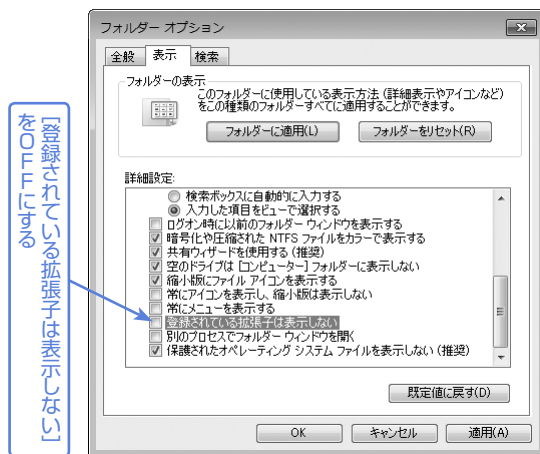 フォルダー オプション
全般 表示 検索
フォルダーの表示
このフォルダーに使用している表示方法（詳細表示やアイコンなど）
をこの種類のフォルダーすべてに適用することができます。
フォルダーに適用(L) フォルダーをリセット(R)
詳細設定:
検索ボックスに自動的に入力する
入力した項目をビューで選択する
ログオン時に以前のフォルダー ウィンドウを表示する
暗号化や圧縮された NTFS ファイルをカラーで表示する
共有ウィザードを使用する (推奨)
空のドライブは [コンピューター] フォルダーに表示しない
縮小版にファイル アイコンを表示する
常にアイコンを表示し、縮小版は表示しない
常にメニューを表示する
登録されている拡張子は表示しない
別のプロセスでフォルダー ウィンドウを開く
保護されたオペレーティング システム ファイルを表示しない (推奨)
既定値に戻す(D)
OK キャンセル 適用(A)
[登録されている拡張子は表示しない]
をOFFにする